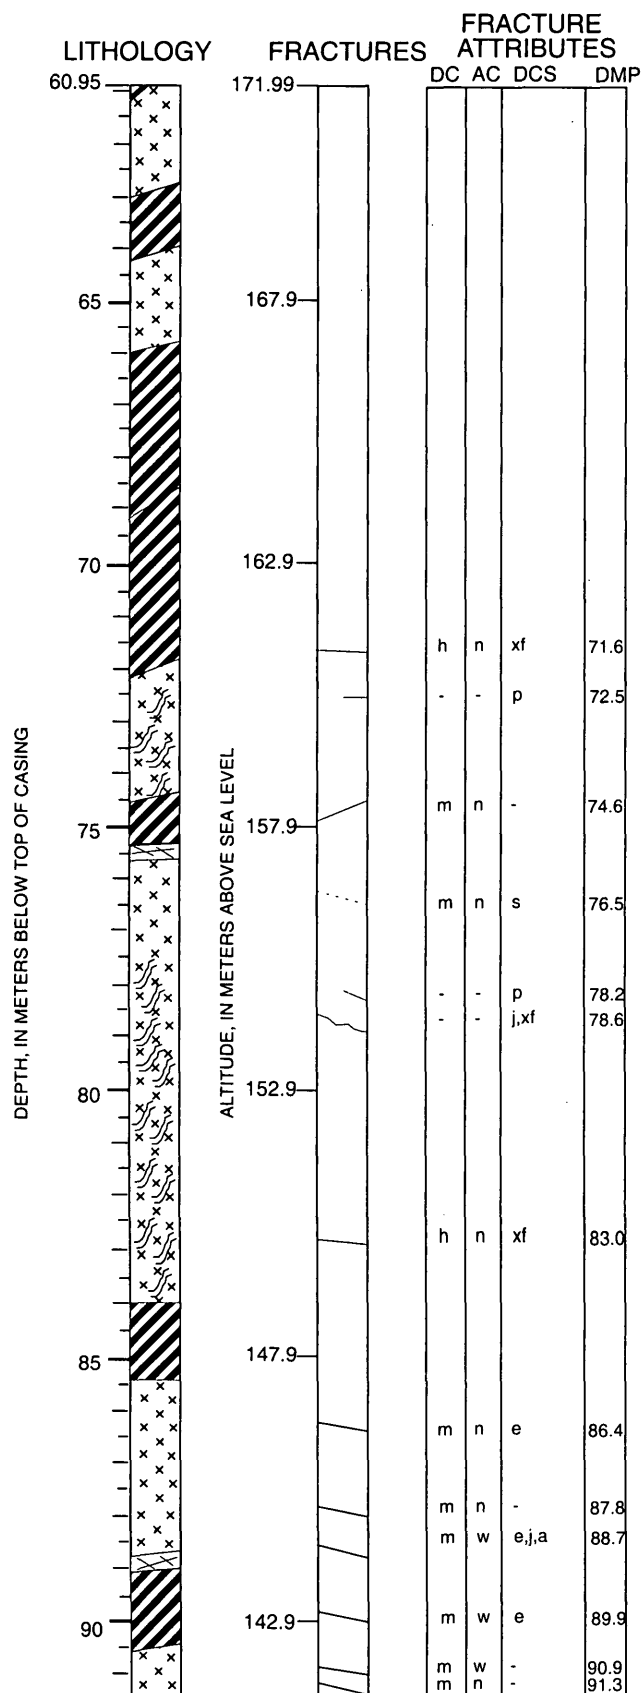 FRACTURE
LITHOLOGY FRACTURES ATTRIBUTES
DC AC DCS DMP
60.95 171.99
65 167.9
70 162.9
h n xf 71.6
- - p 72.5
m n - 74.6
75 157.9
m n s 76.5
- - p 78.2
- - j,xf 78.6
80 152.9
h n xf 83.0
85 147.9
m n e 86.4
m n - 87.8
m w e,j,a 88.7
90 142.9 m w e 89.9
m w - 90.9
m n - 91.3
DEPTH, IN METERS BELOW TOP OF CASING
ALTITUDE, IN METERS ABOVE SEA LEVEL